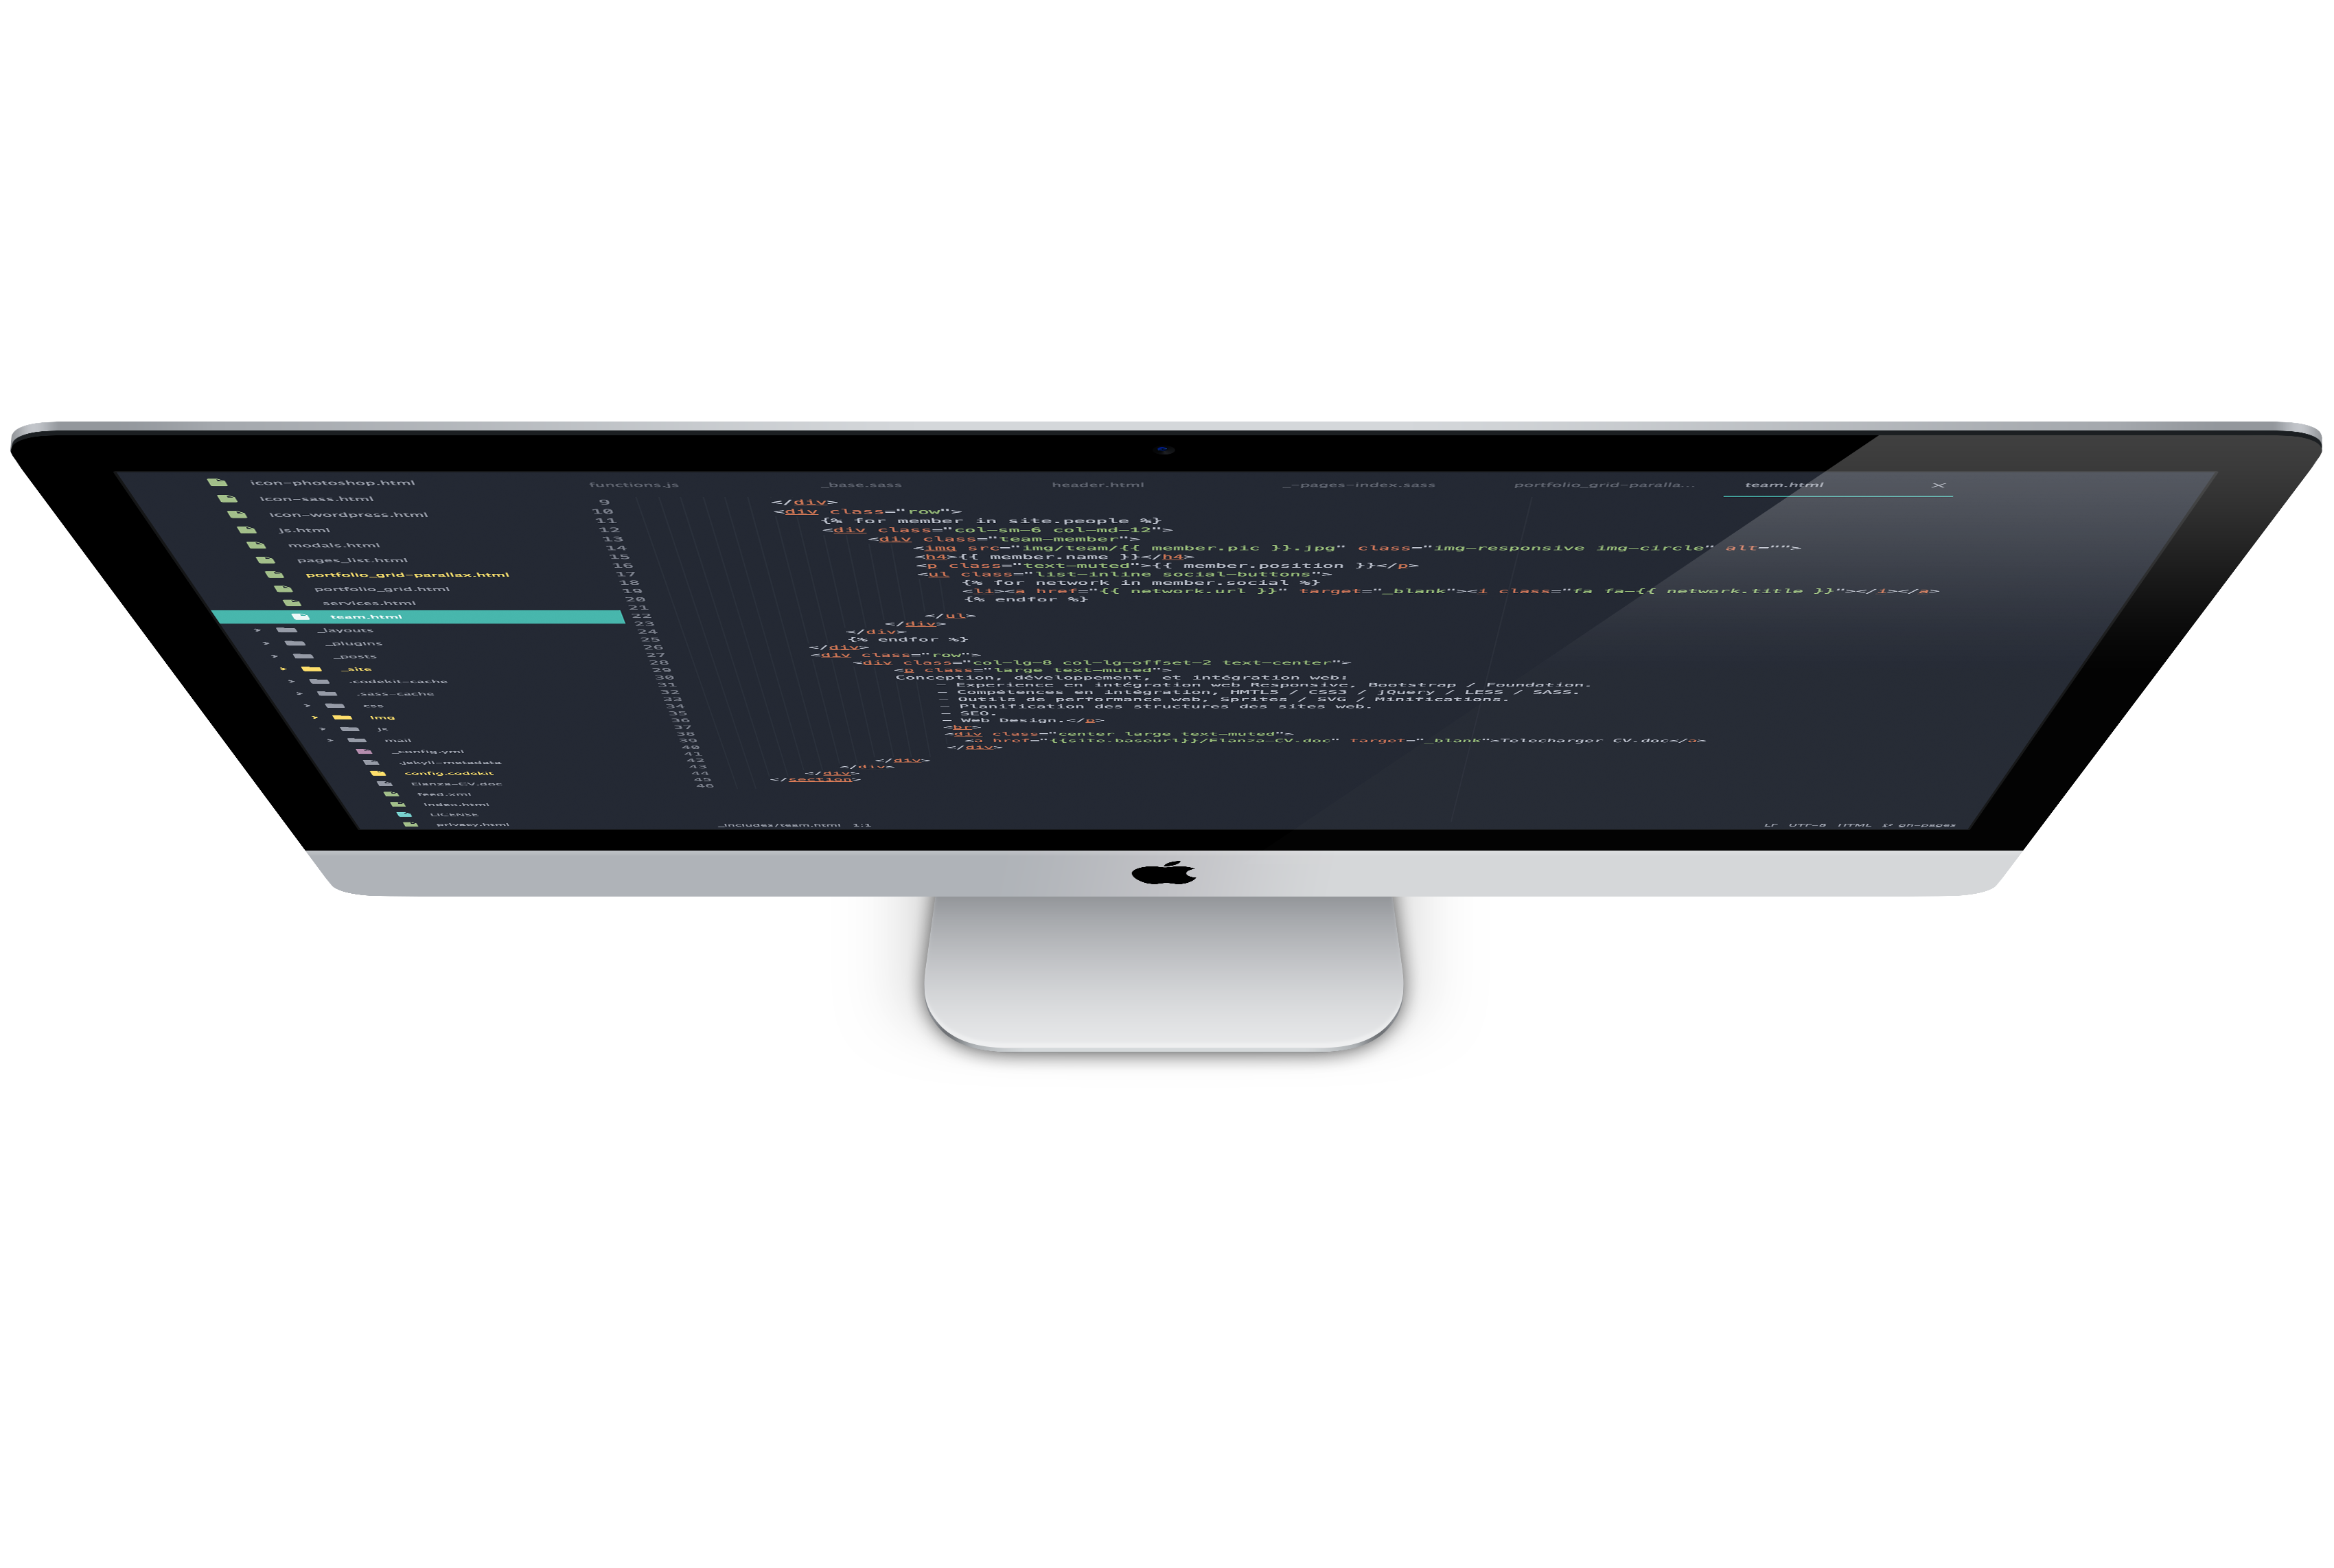 icon-photoshop.html
icon-sass.html
icon-wordpress.html
js.html
modals.html
pages_list.html
portfolio_grid-parallax.html
portfolio_grid.html
services.html
team.html
_layouts
_plugins
_posts
_site
.codekit-cache
.sass-cache
css
img
js
mail
_config.yml
.jekyll-metadata
config.codekit
Elanza-CV.doc
feed.xml
index.html
LICENSE
privacy.html
functions.js _base.sass header.html _-pages-index.sass portfolio_grid-paralla... team.html ×
9 </div>
10 <div class="row">
11 {% for member in site.people %}
12 <div class="col-sm-6 col-md-12">
13 <div class="team-member">
14 <img src="img/team/{{ member.pic }}.jpg" class="img-responsive img-circle" alt="">
15 <h4>{{ member.name }}</h4>
16 <p class="text-muted">{{ member.position }}</p>
17 <ul class="list-inline social-buttons">
18 {% for network in member.social %}
19 <li><a href="{{ network.url }}" target="_blank"><i class="fa fa-{{ network.title }}"></i></a>
20 {% endfor %}
21
22 </ul>
23 </div>
24 </div>
25 {% endfor %}
26 </div>
27 <div class="row">
28 <div class="col-lg-8 col-lg-offset-2 text-center">
29 <p class="large text-muted">
30 Conception, développement, et intégration web:
31 - Experience en intégration web Responsive, Bootstrap / Foundation.
32 - Compétences en intégration, HMTL5 / CSS3 / jQuery / LESS / SASS.
33 - Outils de performance web, Sprites / SVG / Minifications.
34 - Planification des structures des sites web.
35 - SEO.
36 - Web Design.</p>
37 <br>
38 <div class="center large text-muted">
39 <a href="{{site.baseurl}}/Elanza-CV.doc" target="_blank">Telecharger CV.doc</a>
40 </div>
41
42 </div>
43 </div>
44 </div>
45 </section>
46
_includes/team.html 1:1 LF UTF-8 HTML gh-pages